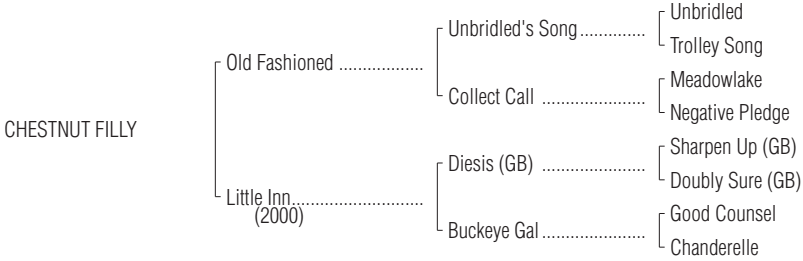 Unbridled
Unbridled's Song..............
Trolley Song
Old Fashioned ..................
Meadowlake
Collect Call ......................
Negative Pledge
CHESTNUT FILLY
Sharpen Up (GB)
Diesis (GB) ......................
Doubly Sure (GB)
Little Inn............................
(2000)
Good Counsel
Buckeye Gal......................
Chanderelle